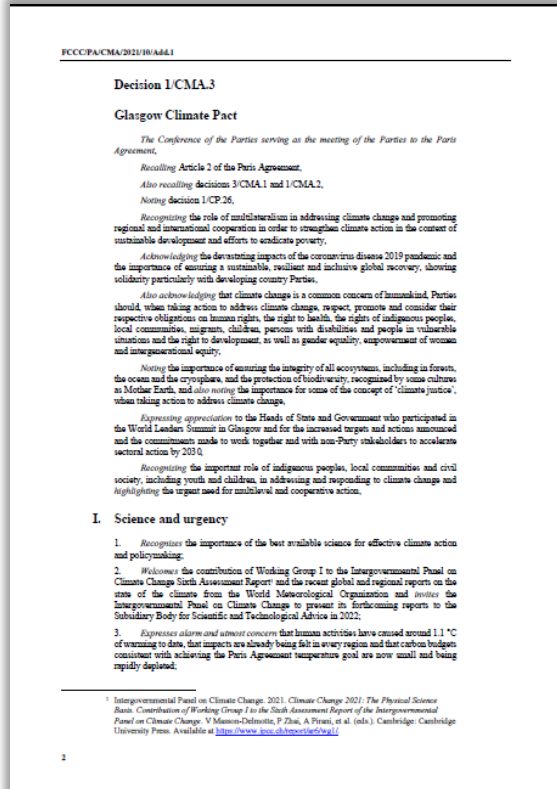 FCCC/PA/CMA/2021/10/Add.1
Decision 1/CMA.3
Glasgow Climate Pact
The Conference of the Parties serving as the meeting of the Parties to the Paris
Agreement,
Recalling Article 2 of the Paris Agreement,
Also recalling decisions 3/CMA.1 and 1/CMA.2,
Noting decision 1/CP.26,
Recognizing the role of multilateralism in addressing climate change and promoting
regional and international cooperation in order to strengthen climate action in the context of
sustainable development and efforts to eradicate poverty,
Acknowledging the devastating impacts of the coronavirus disease 2019 pandemic and
the importance of ensuring a sustainable, resilient and inclusive global recovery, showing
solidarity particularly with developing country Parties,
Also acknowledging that climate change is a common concern of humankind, Parties
should, when taking action to address climate change, respect, promote and consider their
respective obligations on human rights, the right to health, the rights of indigenous peoples,
local communities, migrants, children, persons with disabilities and people in vulnerable
situations and the right to development, as well as gender equality, empowerment of women
and intergenerational equity,
Noting the importance of ensuring the integrity of all ecosystems, including in forests,
the ocean and the cryosphere, and the protection of biodiversity, recognized by some cultures
as Mother Earth, and also noting the importance for some of the concept of ‘climate justice’,
when taking action to address climate change,
Expressing appreciation to the Heads of State and Government who participated in
the World Leaders Summit in Glasgow and for the increased targets and actions announced
and the commitments made to work together and with non-Party stakeholders to accelerate
sectoral action by 2030,
Recognizing the important role of indigenous peoples, local communities and civil
society, including youth and children, in addressing and responding to climate change and
highlighting the urgent need for multilevel and cooperative action,
I. Science and urgency
1. Recognizes the importance of the best available science for effective climate action
and policymaking;
2. Welcomes the contribution of Working Group I to the Intergovernmental Panel on
Climate Change Sixth Assessment Report¹ and the recent global and regional reports on the
state of the climate from the World Meteorological Organization and invites the
Intergovernmental Panel on Climate Change to present its forthcoming reports to the
Subsidiary Body for Scientific and Technological Advice in 2022;
3. Expresses alarm and utmost concern that human activities have caused around 1.1 °C
of warming to date, that impacts are already being felt in every region and that carbon budgets
consistent with achieving the Paris Agreement temperature goal are now small and being
rapidly depleted;
¹ Intergovernmental Panel on Climate Change. 2021. Climate Change 2021: The Physical Science
Basis. Contribution of Working Group I to the Sixth Assessment Report of the Intergovernmental
Panel on Climate Change. V Masson-Delmotte, P Zhai, A Pirani, et al. (eds.). Cambridge: Cambridge
University Press. Available at https://www.ipcc.ch/report/ar6/wg1/.
2